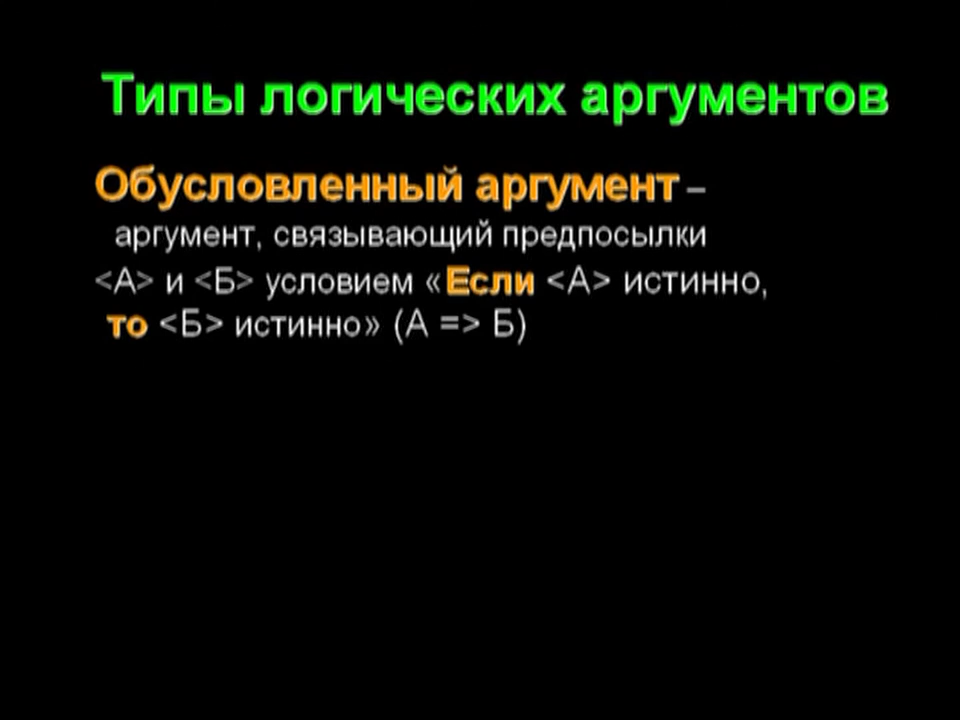 Типы логических аргументов
Обусловленный аргумент –
аргумент, связывающий предпосылки
<А> и <Б> условием «Если <А> истинно,
то <Б> истинно» (А => Б)